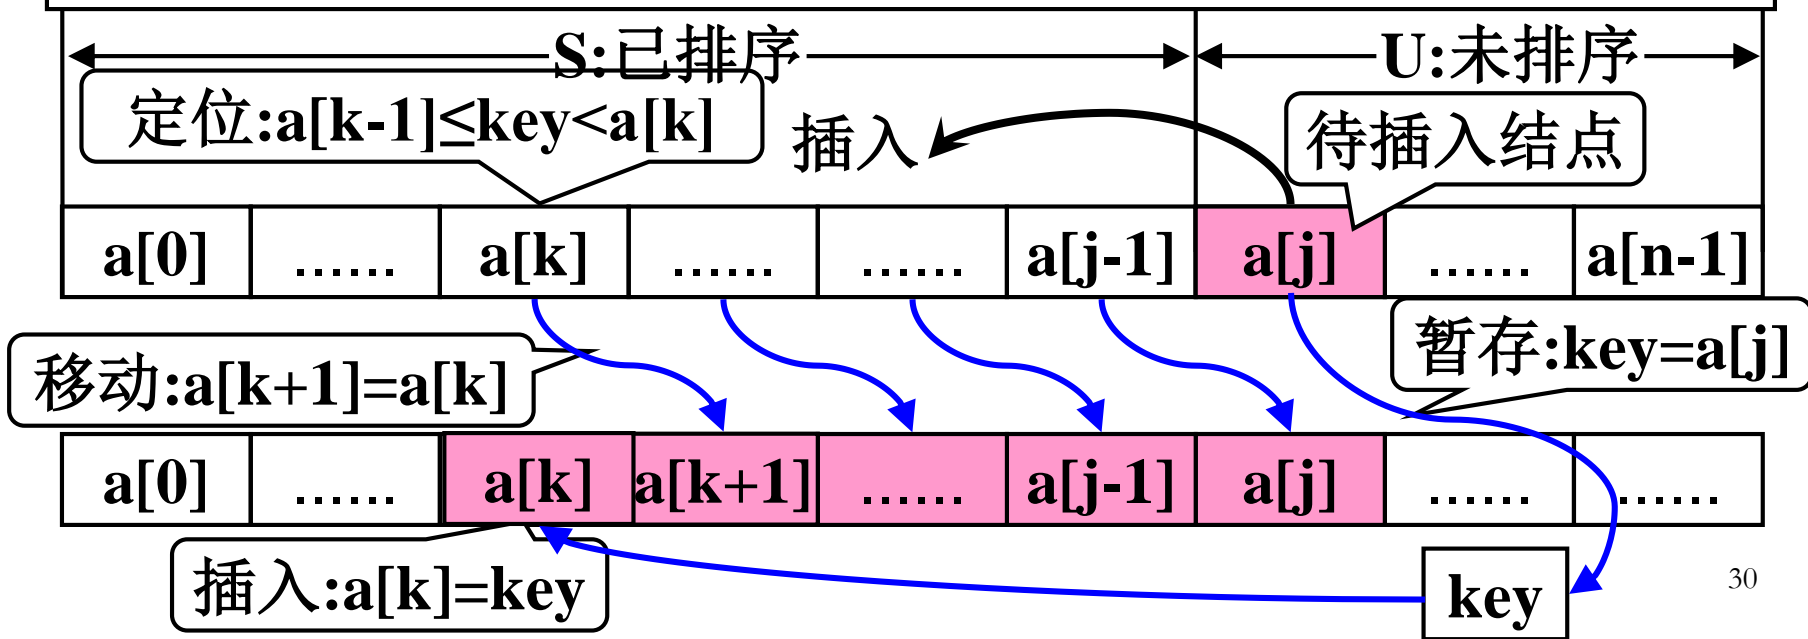 S:已排序
U:未排序
定位:a[k-1]≤key<a[k]
插入
待插入结点
a[0] ...... a[k] ...... ...... a[j-1] a[j] ...... a[n-1]
移动:a[k+1]=a[k]
暂存:key=a[j]
a[0] ...... a[k] a[k+1] ...... a[j-1] a[j] ...... ......
插入:a[k]=key
key
30